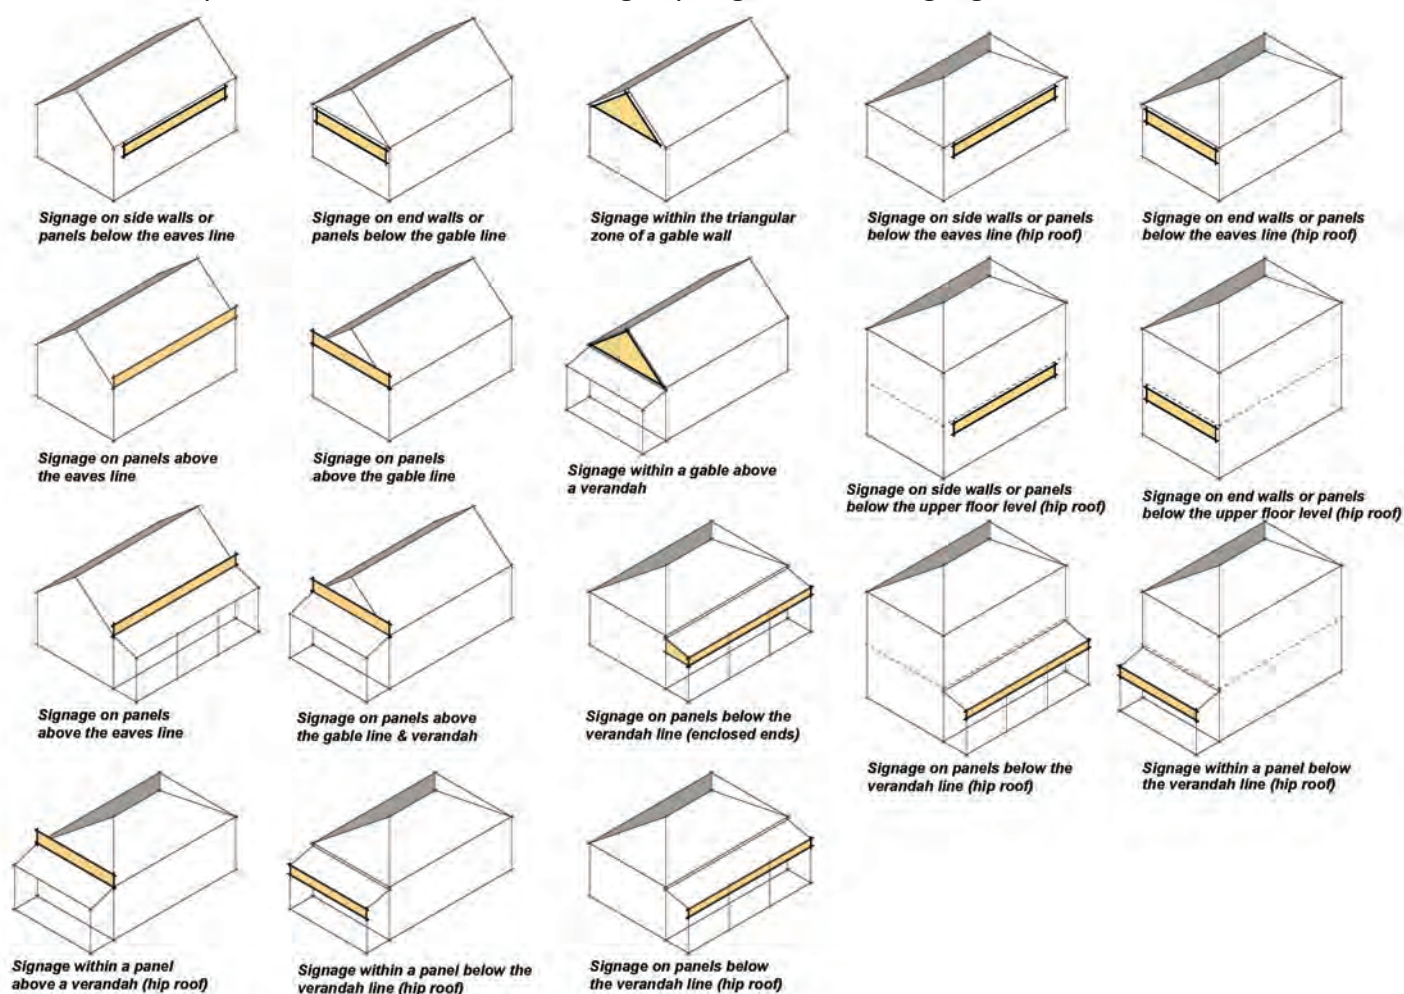 Signage on side walls or
panels below the eaves line
Signage on end walls or
panels below the gable line
Signage within the triangular
zone of a gable wall
Signage on side walls or panels
below the eaves line (hip roof)
Signage on end walls or panels
below the eaves line (hip roof)
Signage on panels above
the eaves line
Signage on panels
above the gable line
Signage within a gable above
a verandah
Signage on side walls or panels
below the upper floor level (hip roof)
Signage on end walls or panels
below the upper floor level (hip roof)
Signage on panels
above the eaves line
Signage on panels above
the gable line & verandah
Signage on panels below the
verandah line (enclosed ends)
Signage on panels below the
verandah line (hip roof)
Signage within a panel below
the verandah line (hip roof)
Signage within a panel
above a verandah (hip roof)
Signage within a panel below the
verandah line (hip roof)
Signage on panels below
the verandah line (hip roof)